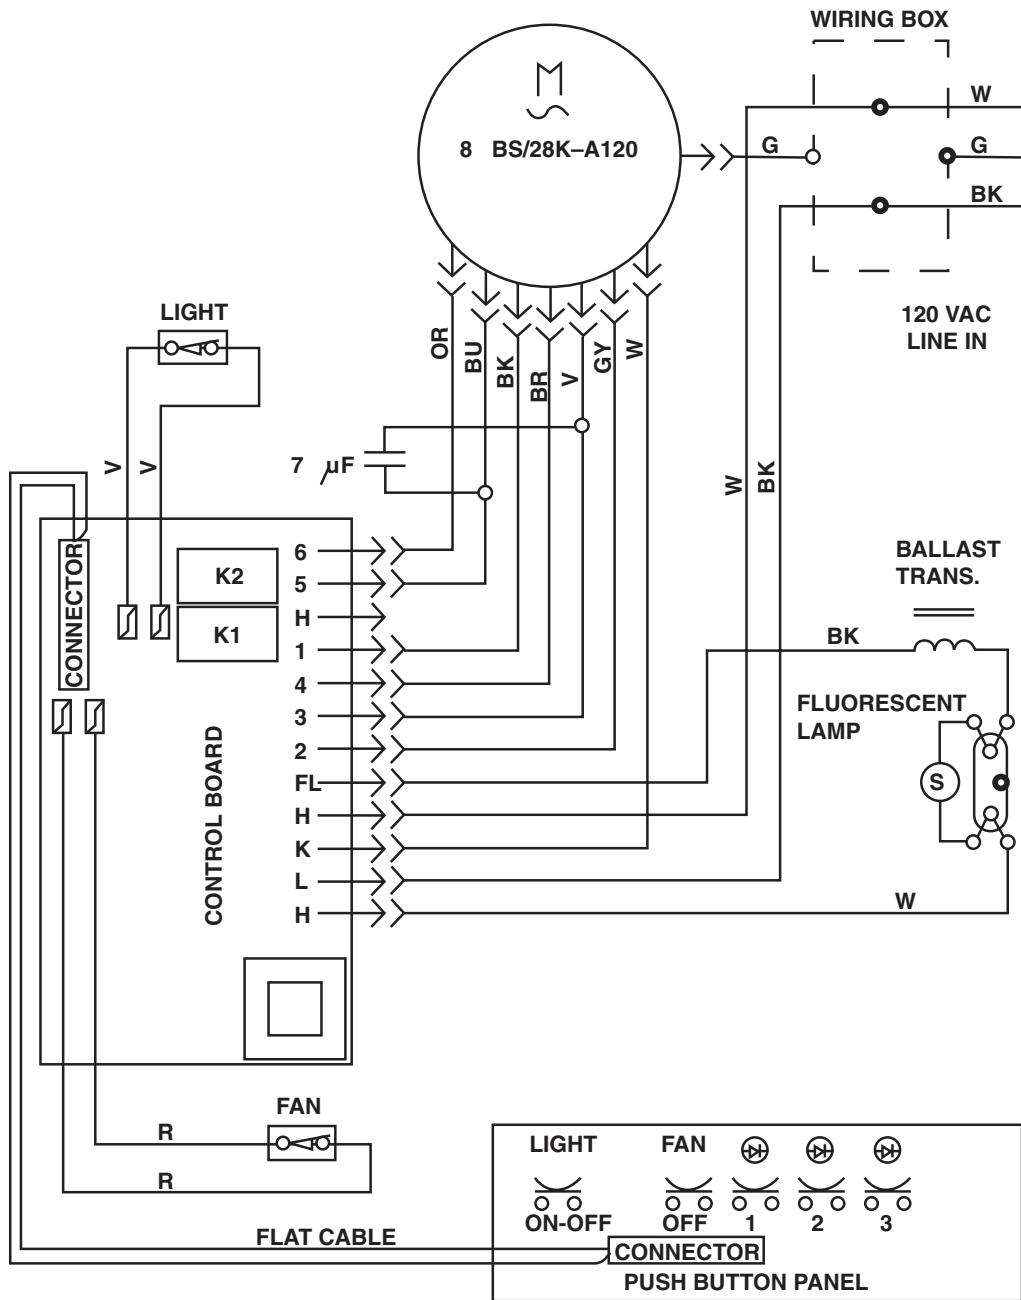 WIRING BOX
W
8 BS/28K–A120
G
G
BK
LIGHT
120 VAC
LINE IN
OR
BU
BK
BR
V
GY
W
V
V
7 µF
W
BK
CONNECTOR
K2
K1
6
5
H
1
4
3
2
FL
H
K
L
H
CONTROL BOARD
BALLAST
TRANS.
BK
FLUORESCENT
LAMP
S
W
FAN
R
R
LIGHT
FAN
ON-OFF
OFF
1
2
3
FLAT CABLE
CONNECTOR
PUSH BUTTON PANEL